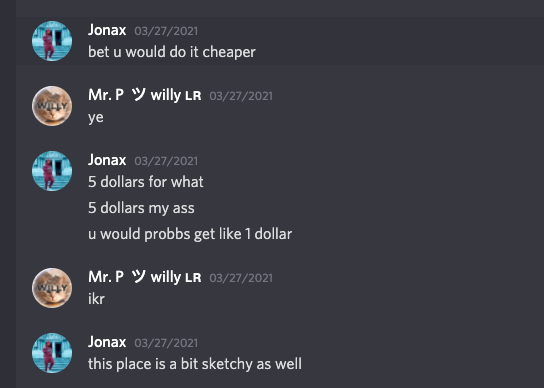 Jonax 03/27/2021
bet u would do it cheaper
WILLY
Mr. P ツ willy LR 03/27/2021
ye
Jonax 03/27/2021
5 dollars for what
5 dollars my ass
u would probbs get like 1 dollar
WILLY
Mr. P ツ willy LR 03/27/2021
ikr
Jonax 03/27/2021
this place is a bit sketchy as well